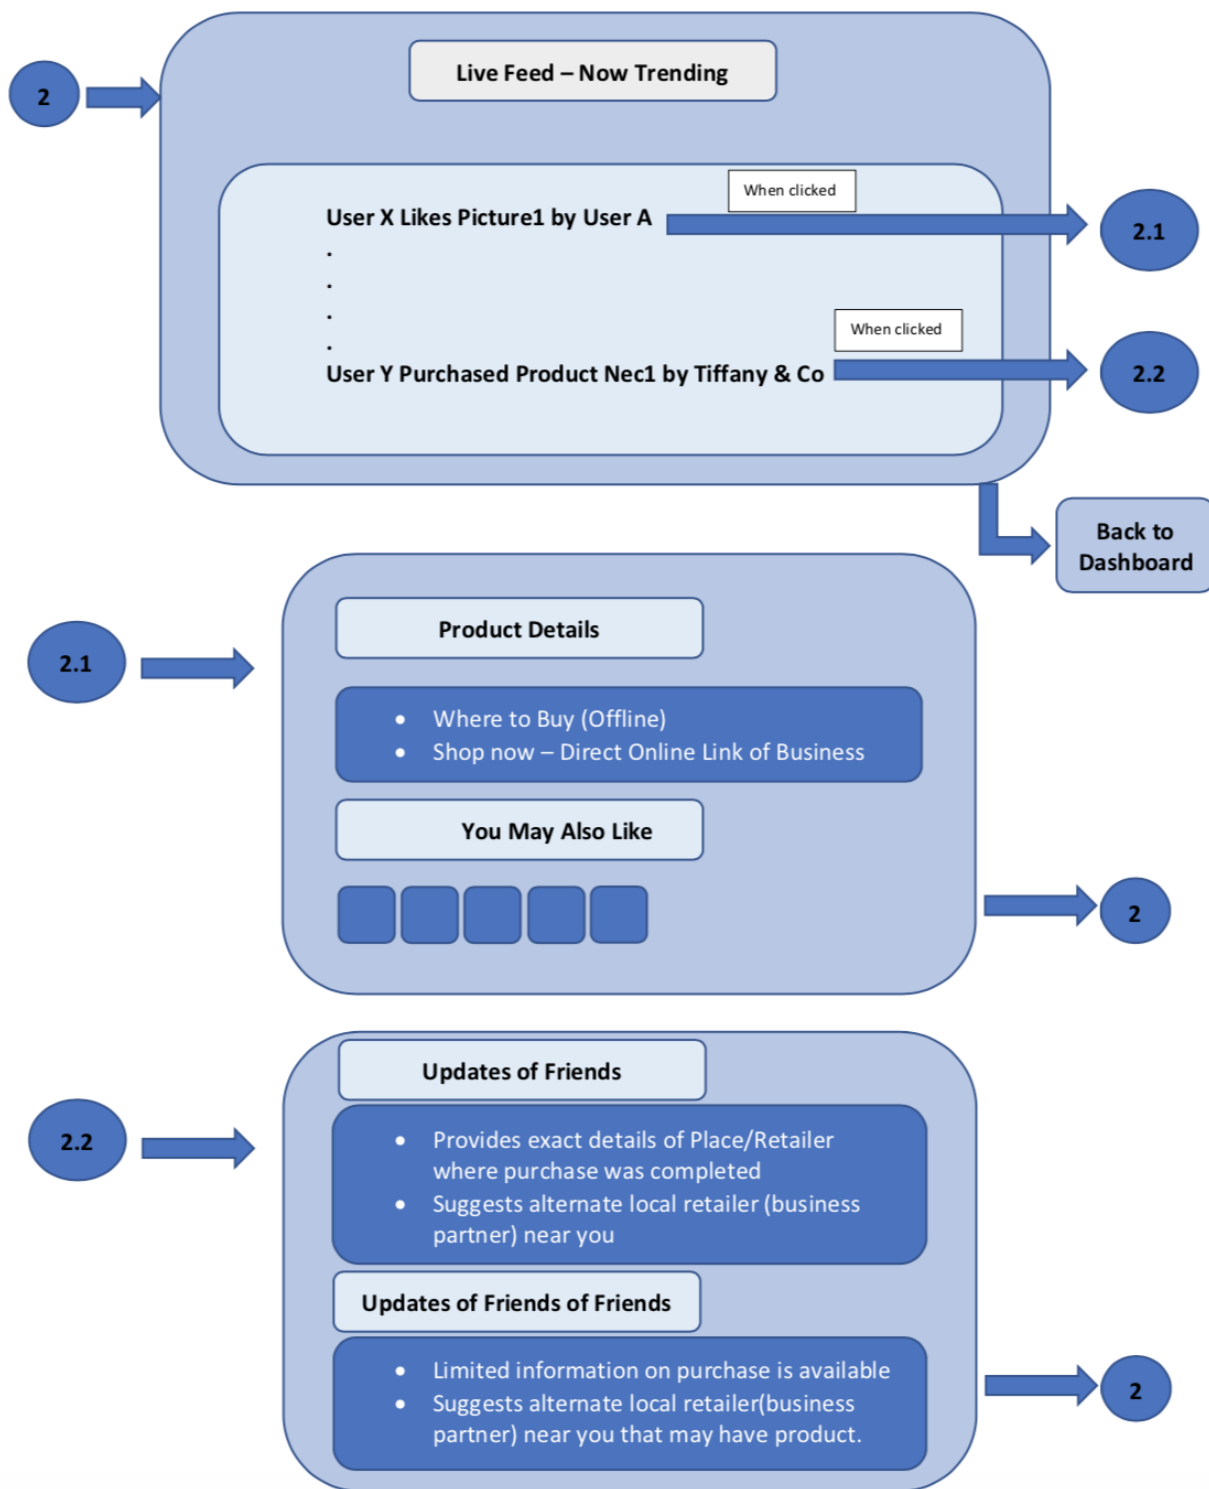 Live Feed – Now Trending
2
When clicked
User X Likes Picture1 by User A
2.1
.
.
.
.
When clicked
User Y Purchased Product Nec1 by Tiffany & Co
2.2
Back to
Dashboard
Product Details
2.1
• Where to Buy (Offline)
• Shop now – Direct Online Link of Business
You May Also Like
2
Updates of Friends
2.2
• Provides exact details of Place/Retailer
where purchase was completed
• Suggests alternate local retailer (business
partner) near you
Updates of Friends of Friends
• Limited information on purchase is available
• Suggests alternate local retailer(business
partner) near you that may have product.
2